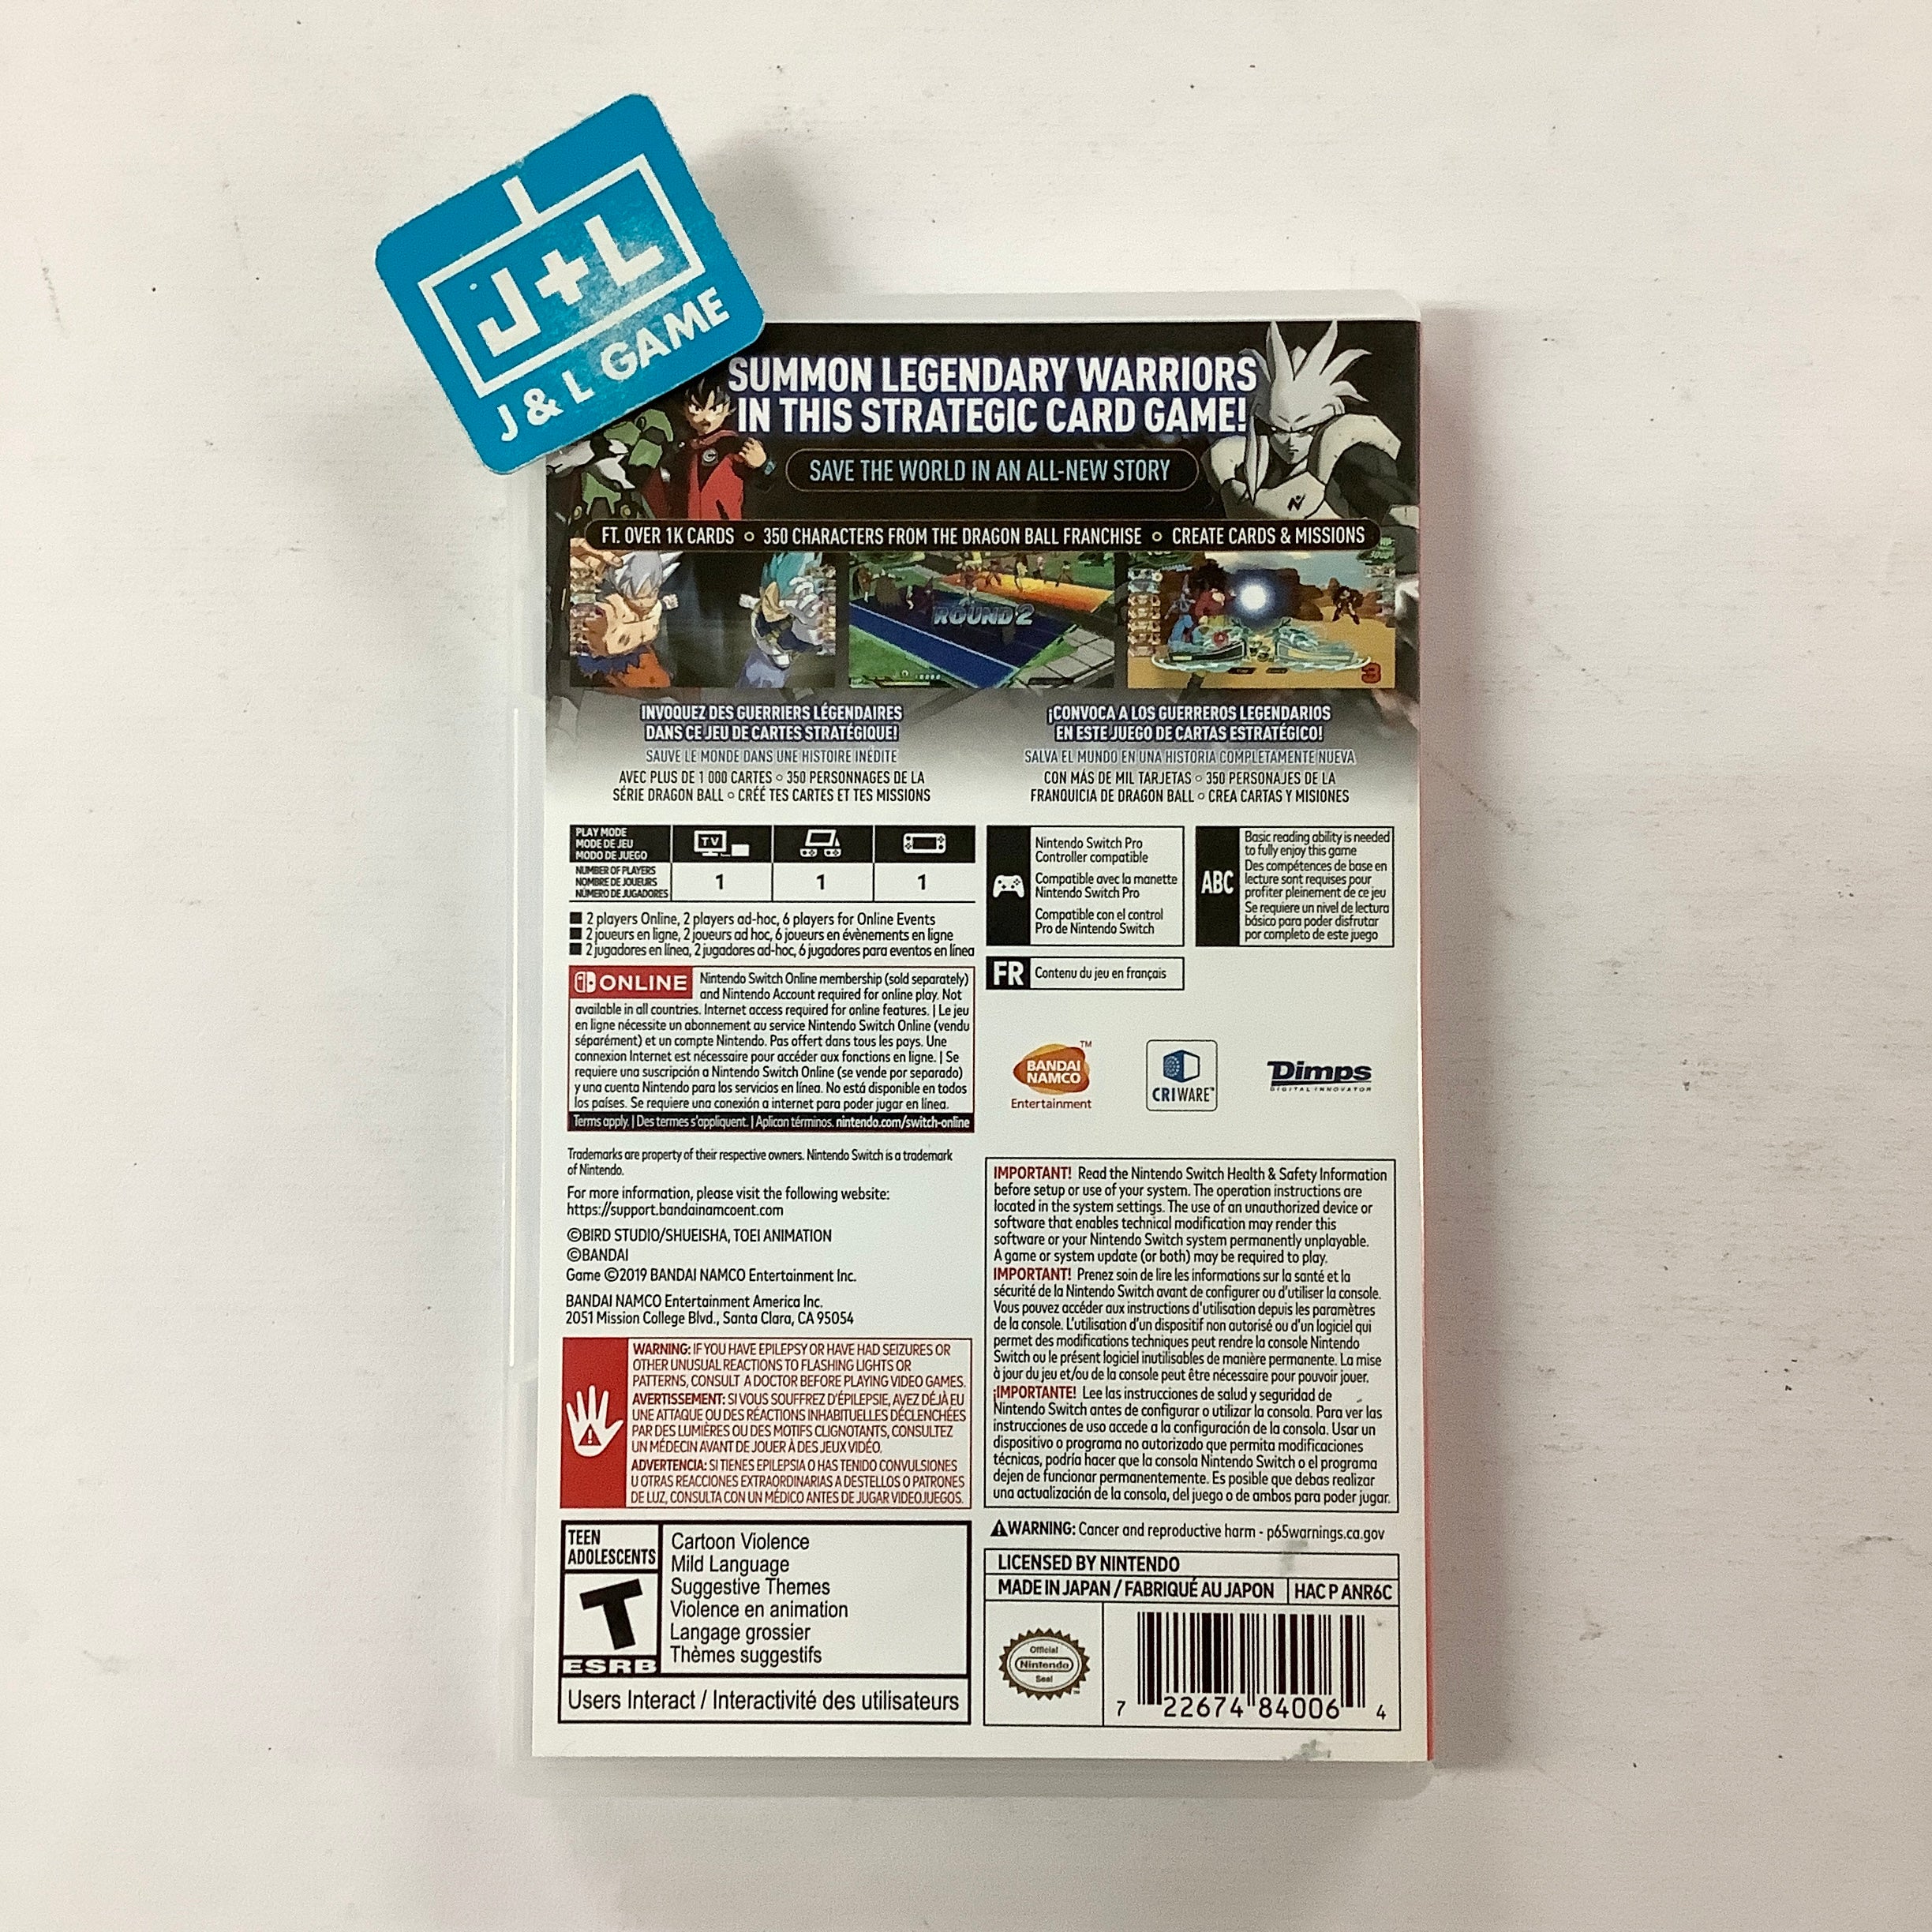 J+L
J & L GAME
SUMMON LEGENDARY WARRIORS
IN THIS STRATEGIC CARD GAME!
SAVE THE WORLD IN AN ALL-NEW STORY
FT. OVER 1K CARDS ○ 350 CHARACTERS FROM THE DRAGON BALL FRANCHISE ○ CREATE CARDS & MISSIONS
ROUND 2
3
INVOQUEZ DES GUERRIERS LÉGENDAIRES
DANS CE JEU DE CARTES STRATÉGIQUE!
SAUVE LE MONDE DANS UNE HISTOIRE INÉDITE
AVEC PLUS DE 1 000 CARTES ○ 350 PERSONNAGES DE LA
SÉRIE DRAGON BALL ○ CRÉÉ TES CARTES ET TES MISSIONS
¡CONVOCA A LOS GUERREROS LEGENDARIOS
EN ESTE JUEGO DE CARTAS ESTRATÉGICO!
SALVA EL MUNDO EN UNA HISTORIA COMPLETAMENTE NUEVA
CON MÁS DE MIL TARJETAS ○ 350 PERSONAJES DE LA
FRANQUICIA DE DRAGON BALL ○ CREA CARTAS Y MISIONES
PLAY MODE
MODE DE JEU
MODO DE JUEGO
TV
NUMBER OF PLAYERS
NOMBRE DE JOUEURS
NÚMERO DE JUGADORES
1 1 1
■ 2 players Online, 2 players ad-hoc, 6 players for Online Events
■ 2 joueurs en ligne, 2 joueurs ad hoc, 6 joueurs en évènements en ligne
■ 2 jugadores en línea, 2 jugadores ad-hoc, 6 jugadores para eventos en línea
Nintendo Switch Pro
Controller compatible
Compatible avec la manette
Nintendo Switch Pro
Compatible con el control
Pro de Nintendo Switch
ABC
Basic reading ability is needed
to fully enjoy this game
Des compétences de base en
lecture sont requises pour
profiter pleinement de ce jeu
Se requiere un nivel de lectura
básico para poder disfrutar
por completo de este juego
FR Contenu du jeu en français
ONLINE Nintendo Switch Online membership (sold separately)
and Nintendo Account required for online play. Not
available in all countries. Internet access required for online features. | Le jeu
en ligne nécessite un abonnement au service Nintendo Switch Online (vendu
séparément) et un compte Nintendo. Pas offert dans tous les pays. Une
connexion Internet est nécessaire pour accéder aux fonctions en ligne. | Se
requiere una suscripción a Nintendo Switch Online (se vende por separado)
y una cuenta Nintendo para los servicios en línea. No está disponible en todos
los países. Se requiere una conexión a internet para poder jugar en línea.
Terms apply. | Des termes s'appliquent. | Aplican términos. nintendo.com/switch-online
BANDAI
NAMCO
TM
Entertainment
CRIWARE™
Dimps
DIGITAL INNOVATOR
Trademarks are property of their respective owners. Nintendo Switch is a trademark
of Nintendo.
For more information, please visit the following website:
https://support.bandainamcoent.com
©BIRD STUDIO/SHUEISHA, TOEI ANIMATION
©BANDAI
Game ©2019 BANDAI NAMCO Entertainment Inc.
BANDAI NAMCO Entertainment America Inc.
2051 Mission College Blvd., Santa Clara, CA 95054
WARNING: IF YOU HAVE EPILEPSY OR HAVE HAD SEIZURES OR
OTHER UNUSUAL REACTIONS TO FLASHING LIGHTS OR
PATTERNS, CONSULT A DOCTOR BEFORE PLAYING VIDEO GAMES.
AVERTISSEMENT: SI VOUS SOUFFREZ D'ÉPILEPSIE, AVEZ DÉJÀ EU
UNE ATTAQUE OU DES RÉACTIONS INHABITUELLES DÉCLENCHÉES
PAR DES LUMIÈRES OU DES MOTIFS CLIGNOTANTS, CONSULTEZ
UN MÉDECIN AVANT DE JOUER À DES JEUX VIDÉO.
ADVERTENCIA: SI TIENES EPILEPSIA O HAS TENIDO CONVULSIONES
U OTRAS REACCIONES EXTRAORDINARIAS A DESTELLOS O PATRONES
DE LUZ, CONSULTA CON UN MÉDICO ANTES DE JUGAR VIDEOJUEGOS.
IMPORTANT! Read the Nintendo Switch Health & Safety Information
before setup or use of your system. The operation instructions are
located in the system settings. The use of an unauthorized device or
software that enables technical modification may render this
software or your Nintendo Switch system permanently unplayable.
A game or system update (or both) may be required to play.
IMPORTANT! Prenez soin de lire les informations sur la santé et la
sécurité de la Nintendo Switch avant de configurer ou d'utiliser la console.
Vous pouvez accéder aux instructions d'utilisation depuis les paramètres
de la console. L'utilisation d'un dispositif non autorisé ou d'un logiciel qui
permet des modifications techniques peut rendre la console Nintendo
Switch ou le présent logiciel inutilisables de manière permanente. La mise
à jour du jeu et/ou de la console peut être nécessaire pour pouvoir jouer.
¡IMPORTANTE! Lee las instrucciones de salud y seguridad de
Nintendo Switch antes de configurar o utilizar la consola. Para ver las
instrucciones de uso accede a la configuración de la consola. Usar un
dispositivo o programa no autorizado que permita modificaciones
técnicas, podría hacer que la consola Nintendo Switch o el programa
dejen de funcionar permanentemente. Es posible que debas realizar
una actualización de la consola, del juego o de ambos para poder jugar.
TEEN
ADOLESCENTS
T
ESRB
Cartoon Violence
Mild Language
Suggestive Themes
Violence en animation
Langage grossier
Thèmes suggestifs
Users Interact / Interactivité des utilisateurs
⚠WARNING: Cancer and reproductive harm - p65warnings.ca.gov
LICENSED BY NINTENDO
MADE IN JAPAN / FABRIQUÉ AU JAPON HAC P ANR6C
Official
Nintendo
Seal
7 22674 84006 4